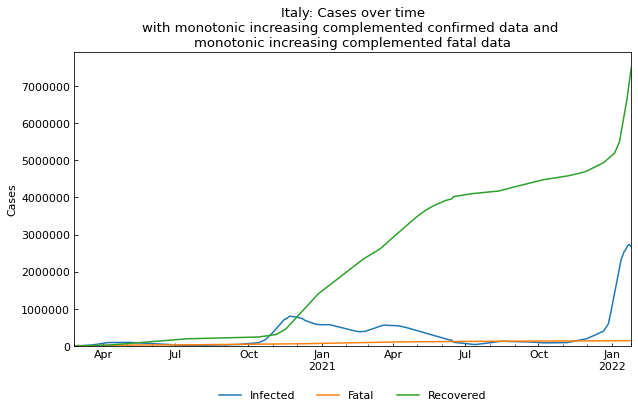 Italy: Cases over time
with monotonic increasing complemented confirmed data and
monotonic increasing complemented fatal data
Cases
7000000
6000000
5000000
4000000
3000000
2000000
1000000
0
Apr Jul Oct Jan Apr Jul Oct Jan
2021 2022
Infected Fatal Recovered